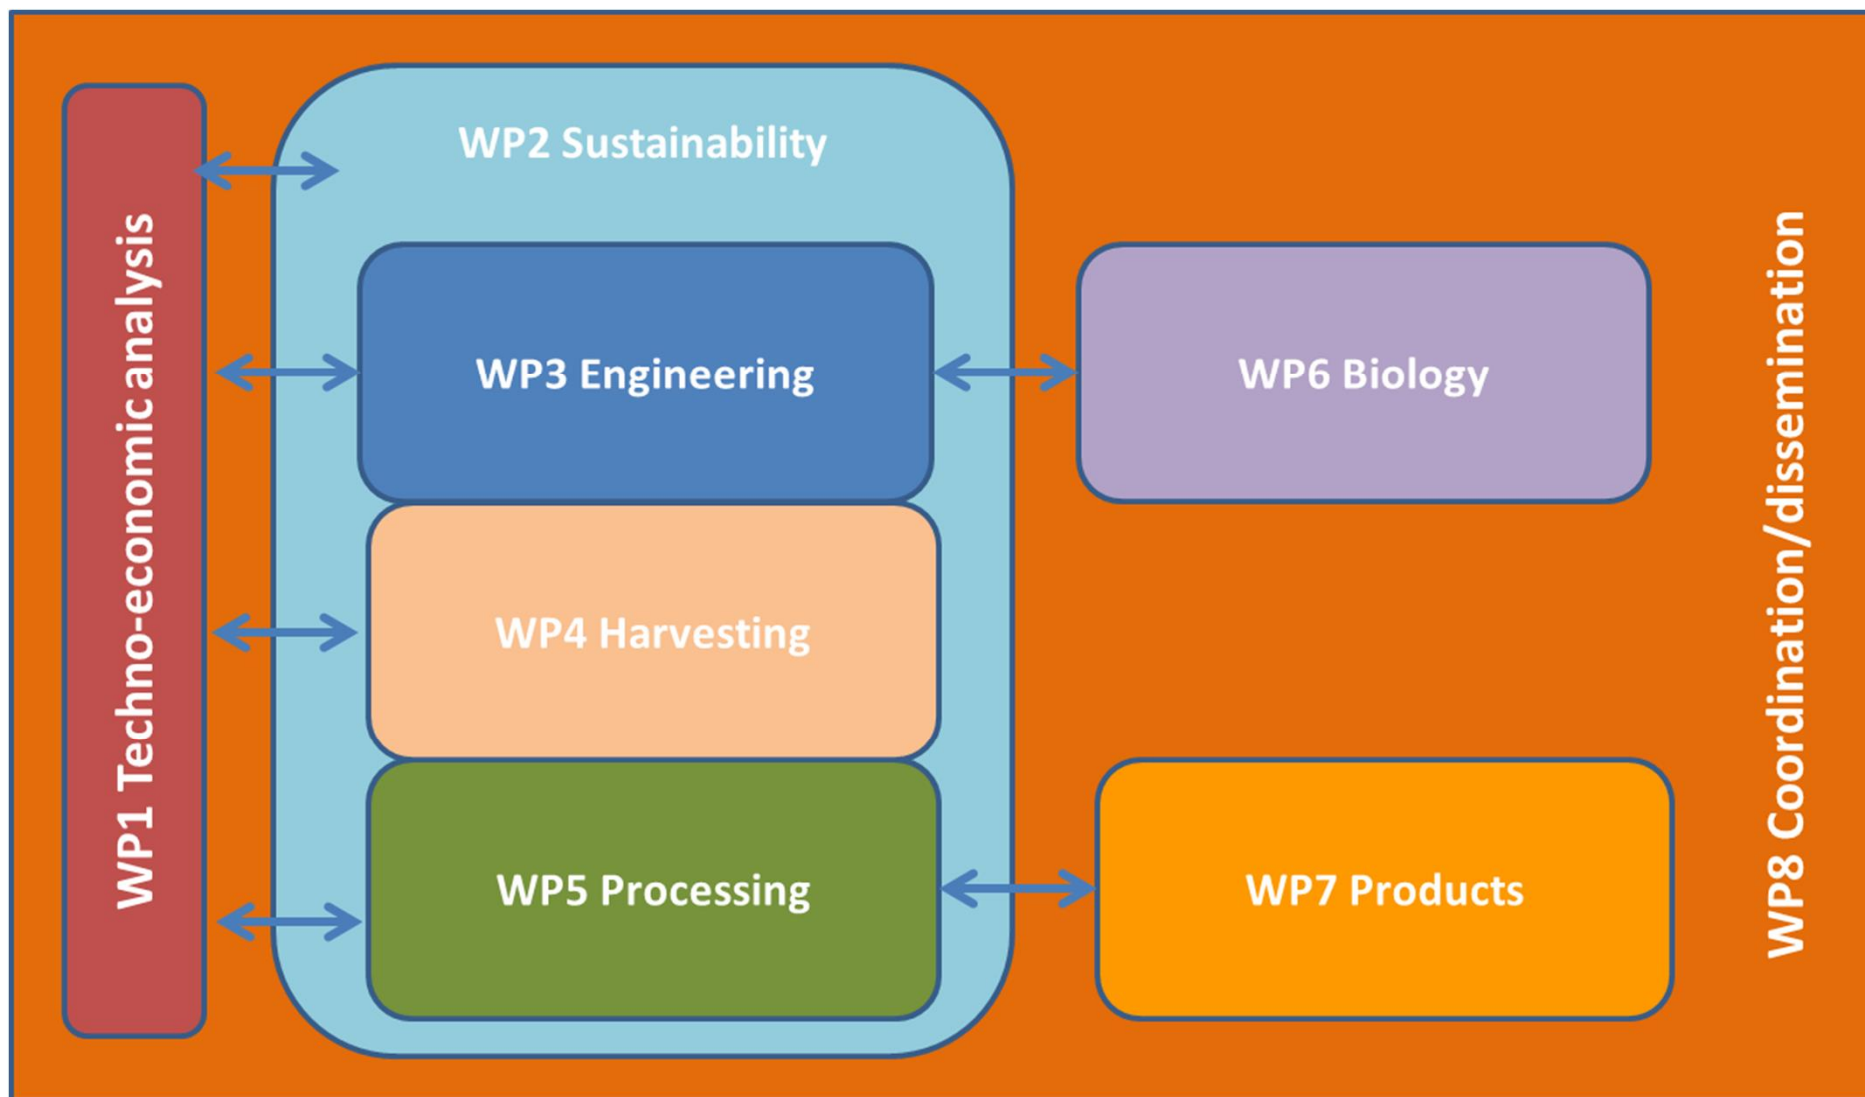 WP1 Techno-economic analysis
WP2 Sustainability
WP3 Engineering
WP4 Harvesting
WP5 Processing
WP6 Biology
WP7 Products
WP8 Coordination/dissemination